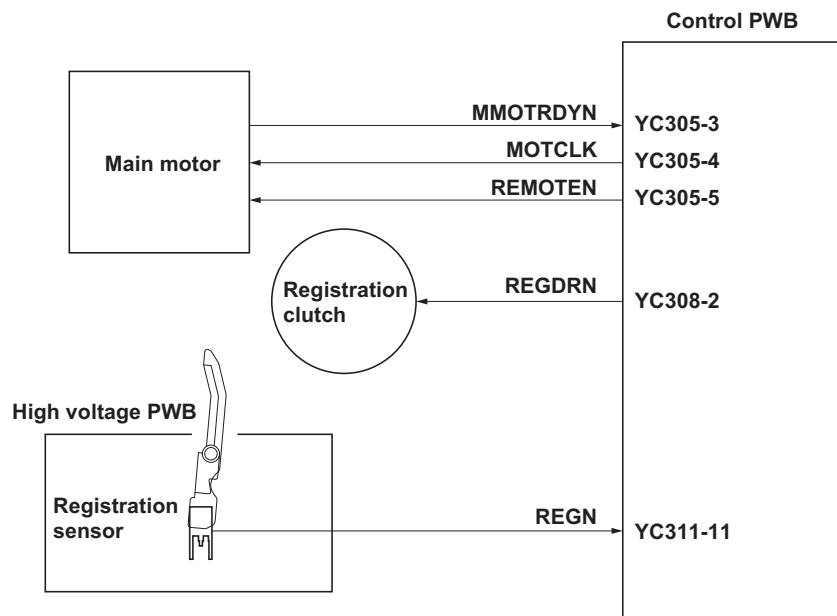 Control PWB
MMOTRDYN
YC305-3
Main motor
MOTCLK
YC305-4
REMOTEN
YC305-5
Registration
clutch
REGDRN
YC308-2
High voltage PWB
Registration
sensor
REGN
YC311-11